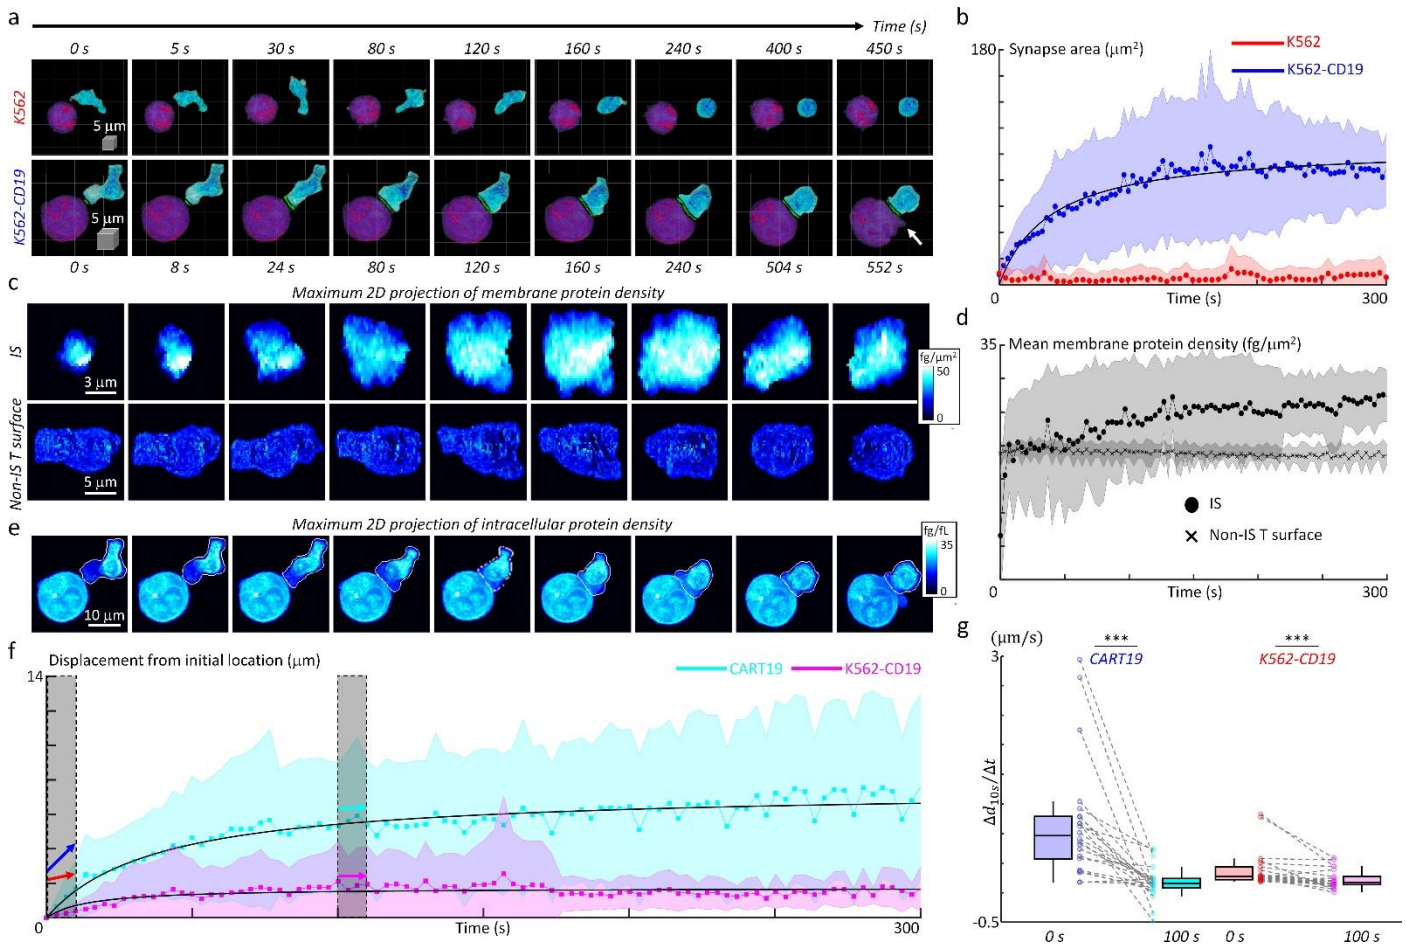 a
Time (s)
0 s 5 s 30 s 80 s 120 s 160 s 240 s 400 s 450 s
K562
5 μm
K562-CD19
5 μm
0 s 8 s 24 s 80 s 120 s 160 s 240 s 504 s 552 s
b
180
Synapse area (μm²)
K562
K562-CD19
0
Time (s)
300
c
Maximum 2D projection of membrane protein density
IS
3 μm
fg/μm²
50
0
Non-IS T surface
5 μm
d
35
Mean membrane protein density (fg/μm²)
IS
Non-IS T surface
0
Time (s)
300
e
Maximum 2D projection of intracellular protein density
10 μm
fg/fL
35
0
f
Displacement from initial location (μm)
14
CART19
K562-CD19
0
Time (s)
300
g
(μm/s)
3
***
CART19
***
K562-CD19
Δd10s/Δt
-0.5
0 s 100 s 0 s 100 s